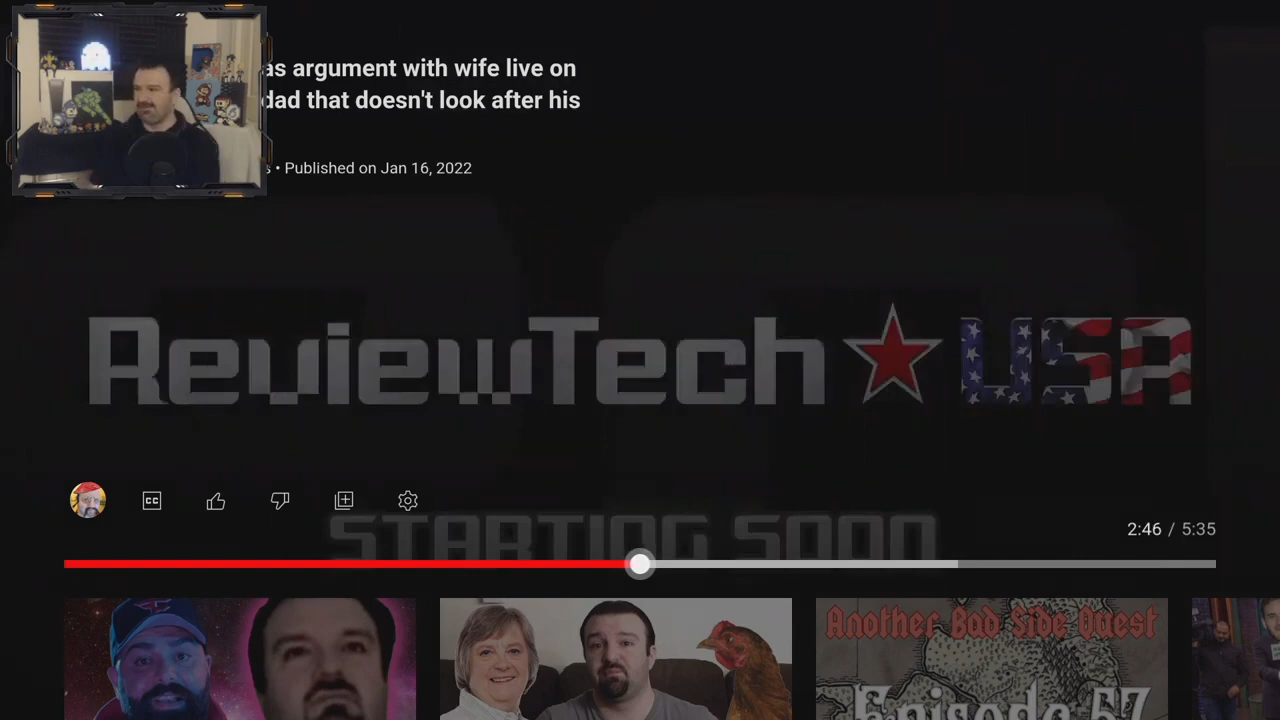 as argument with wife live on
dad that doesn't look after his
s • Published on Jan 16, 2022
ReviewTech USA
CC
STARTING SOON
2:46 / 5:35
Another Bad Side Quest
Episode 67